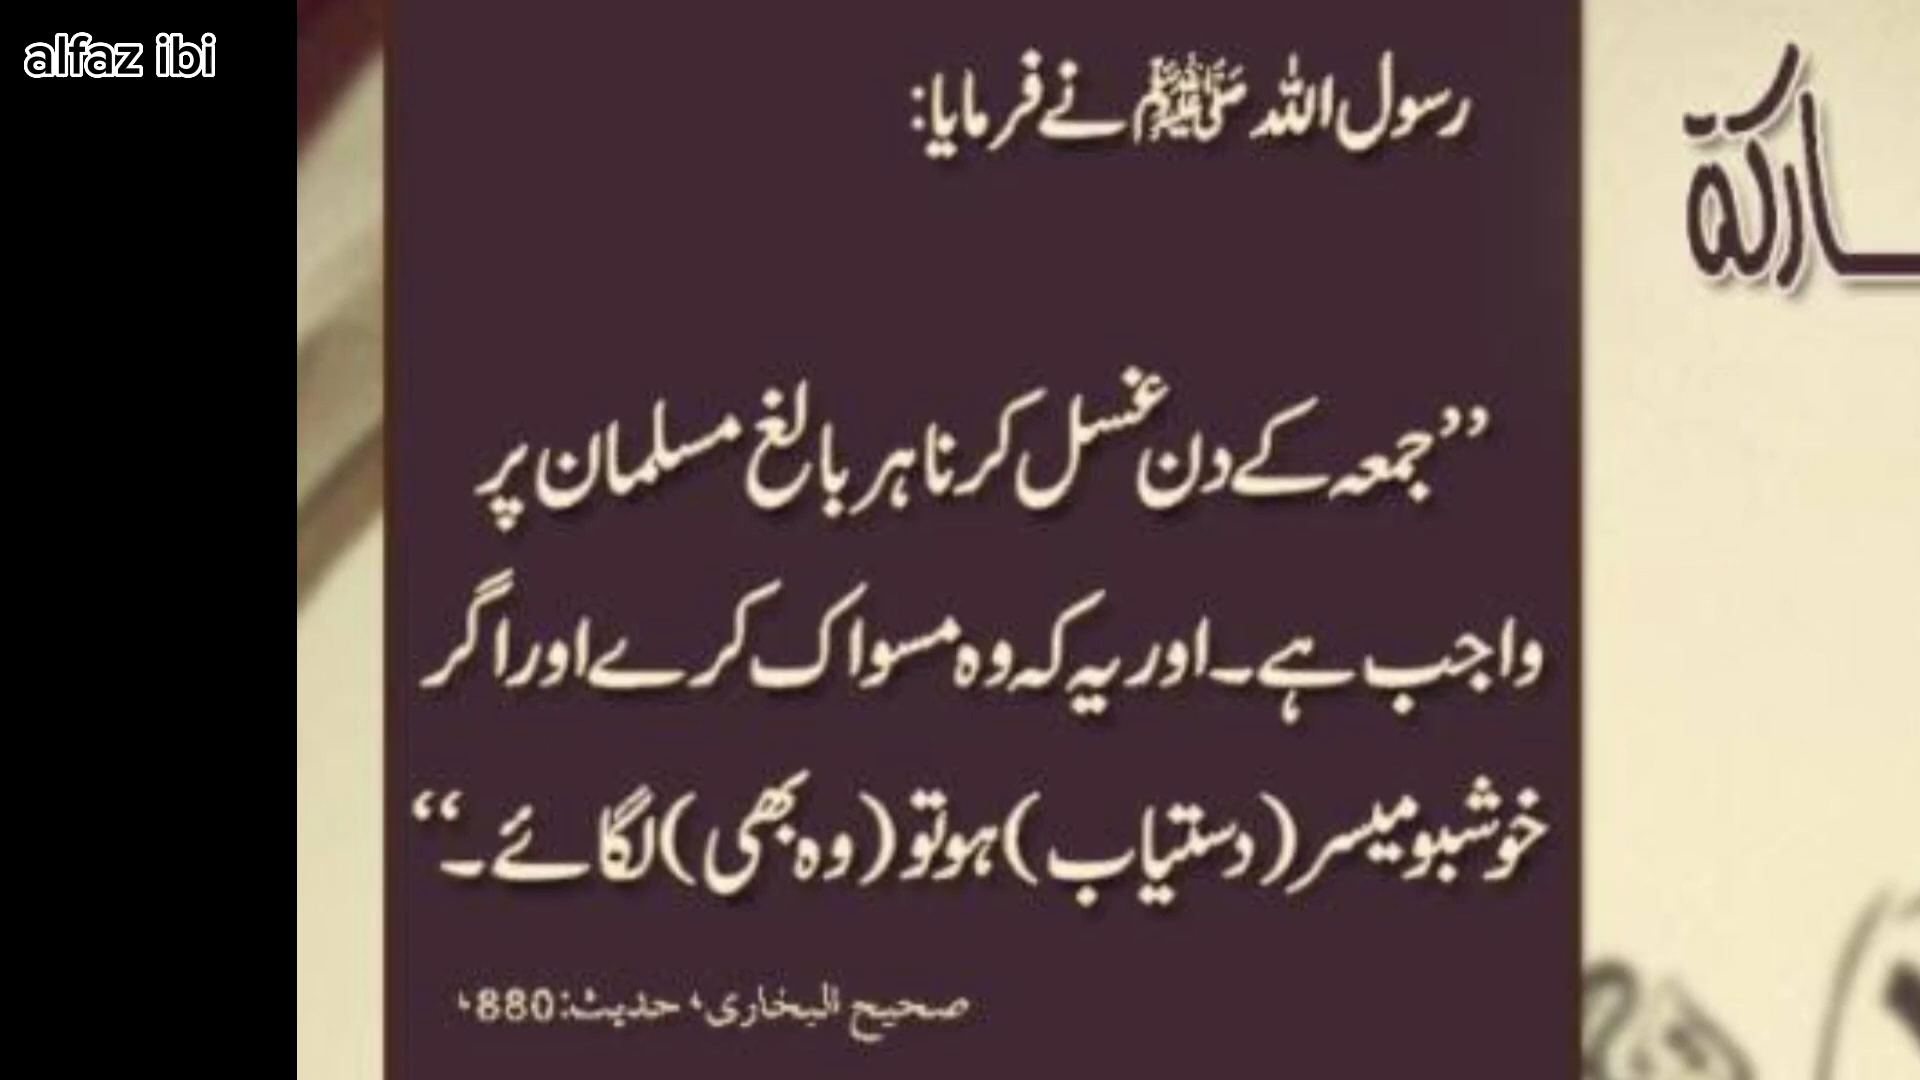 alfaz ibi
رسول اللہ ﷺ نے فرمایا:
”جمعہ کے دن غسل کرنا ہر بالغ مسلمان پر
واجب ہے۔ اور یہ کہ وہ مسواک کرے اور اگر
خوشبو میسر (دستیاب) ہو تو (وہ بھی) لگائے۔“
صحیح البخاری، حدیث:880